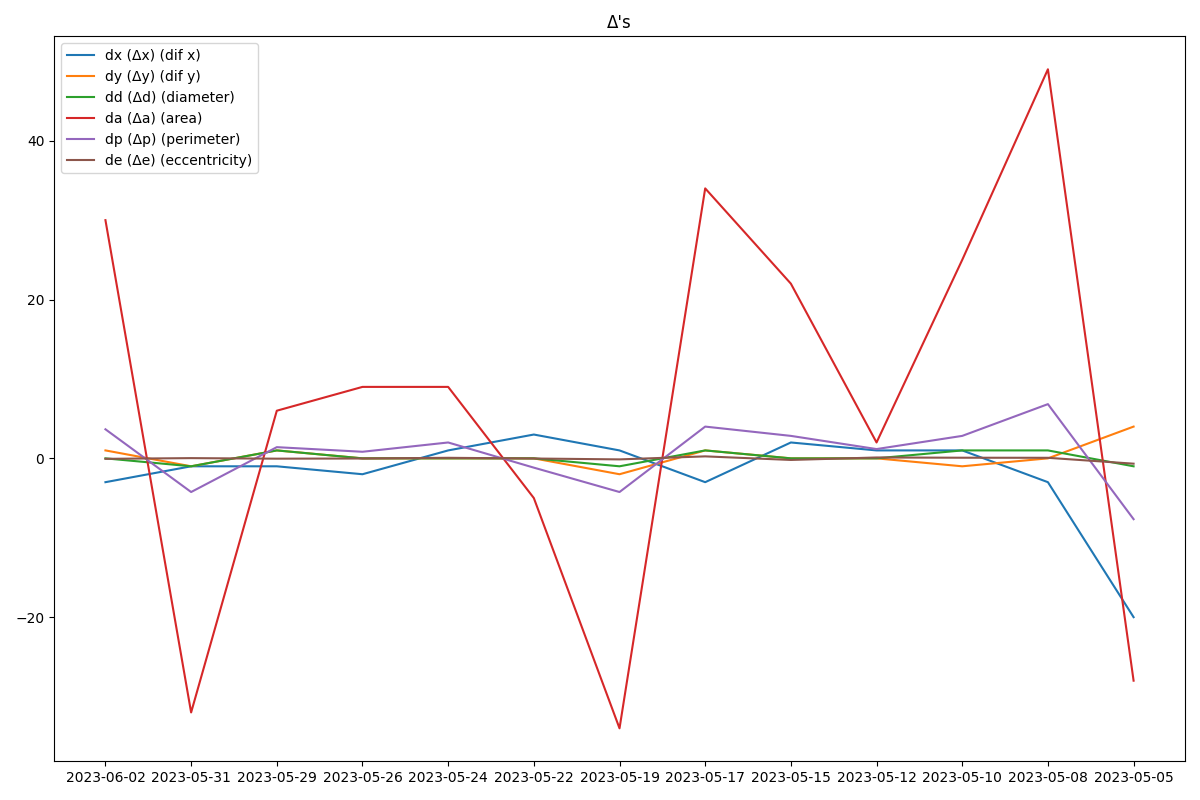 Δ's
dx (Δx) (dif x)
dy (Δy) (dif y)
dd (Δd) (diameter)
da (Δa) (area)
dp (Δp) (perimeter)
de (Δe) (eccentricity)
40
20
0
−20
2023-06-02 2023-05-31 2023-05-29 2023-05-26 2023-05-24 2023-05-22 2023-05-19 2023-05-17 2023-05-15 2023-05-12 2023-05-10 2023-05-08 2023-05-05